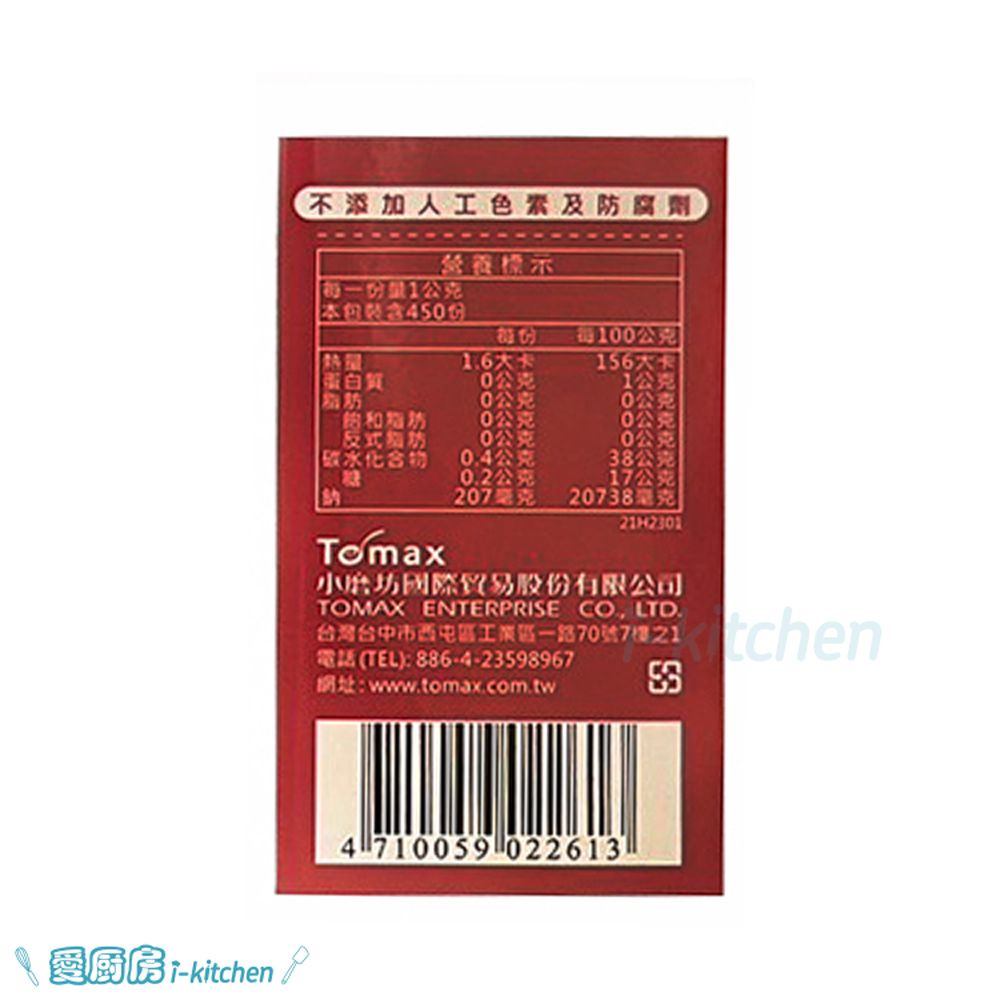 不添加人工色素及防腐劑
營養標示
每一份量1公克
本包裝含450份
每份 每100公克
熱量 1.6大卡 156大卡
蛋白質 0公克 1公克
脂肪 0公克 0公克
飽和脂肪 0公克 0公克
反式脂肪 0公克 0公克
碳水化合物 0.4公克 38公克
糖 0.2公克 17公克
鈉 207毫克 20738毫克
21H2301
Tomax
小磨坊國際貿易股份有限公司
TOMAX ENTERPRISE CO., LTD.
台灣台中市西屯區工業區一路70號7樓之1
電話(TEL): 886-4-23598967
網址: www.tomax.com.tw
i-kitchen
4 710059 022613
愛廚房 i-kitchen